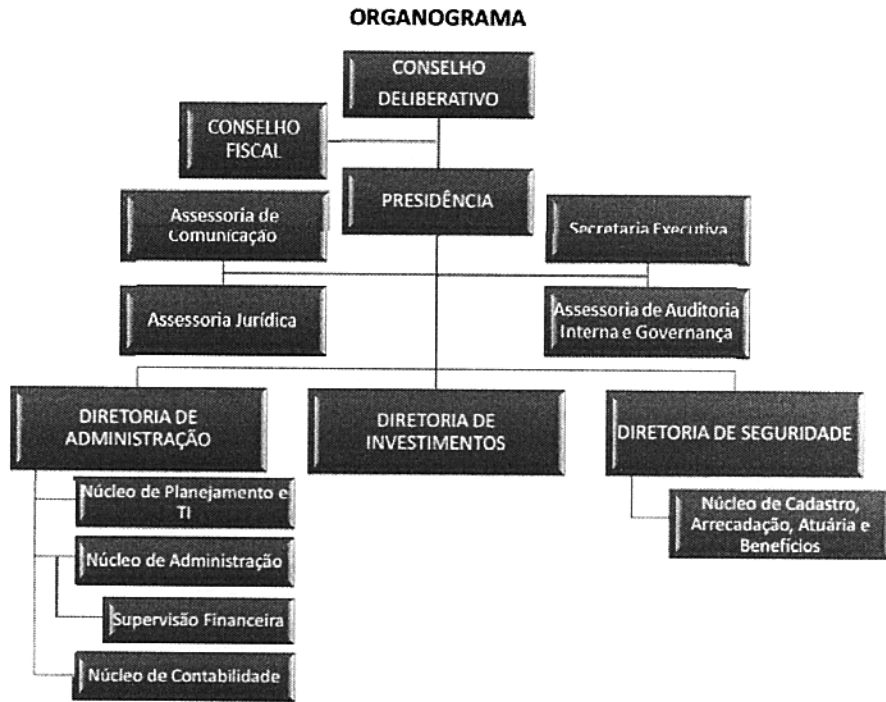 ORGANOGRAMA
CONSELHO
DELIBERATIVO
CONSELHO
FISCAL
PRESIDÊNCIA
Assessoria de
Comunicação
Secretaria Executiva
Assessoria Jurídica
Assessoria de Auditoria
Interna e Governança
DIRETORIA DE
ADMINISTRAÇÃO
DIRETORIA DE
INVESTIMENTOS
DIRETORIA DE SEGURIDADE
Núcleo de Planejamento e
TI
Núcleo de Administração
Supervisão Financeira
Núcleo de Contabilidade
Núcleo de Cadastro,
Arrecadação, Atuária e
Benefícios